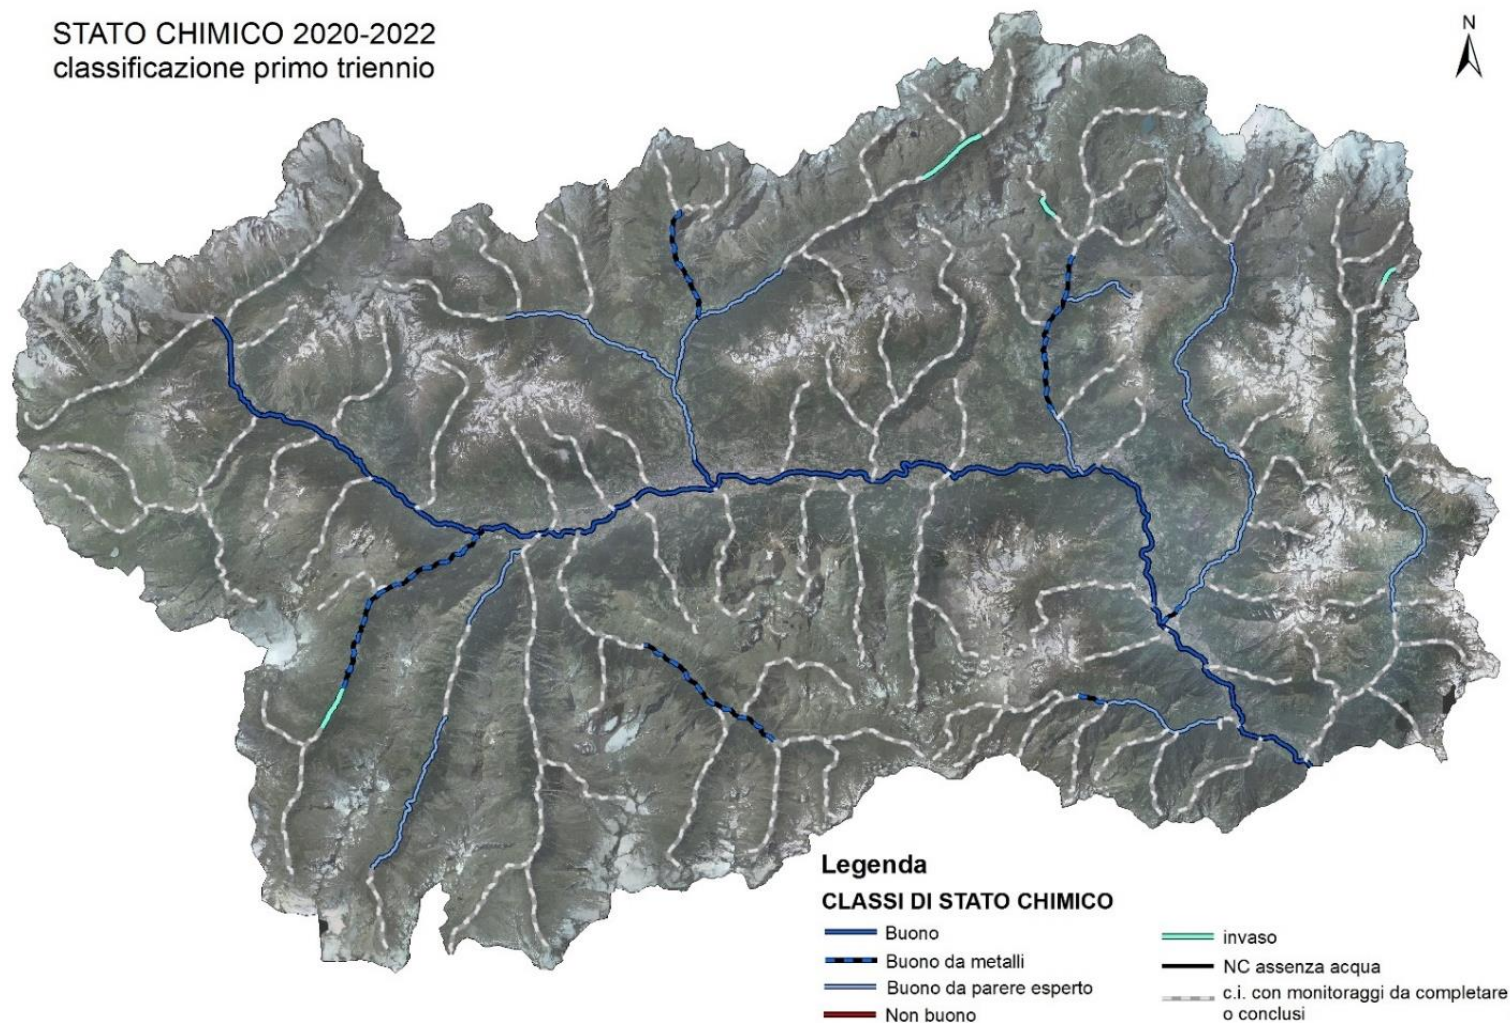 STATO CHIMICO 2020-2022
classificazione primo triennio
N
Legenda
CLASSI DI STATO CHIMICO
Buono
Buono da metalli
Buono da parere esperto
Non buono
invaso
NC assenza acqua
c.i. con monitoraggi da completare
o conclusi